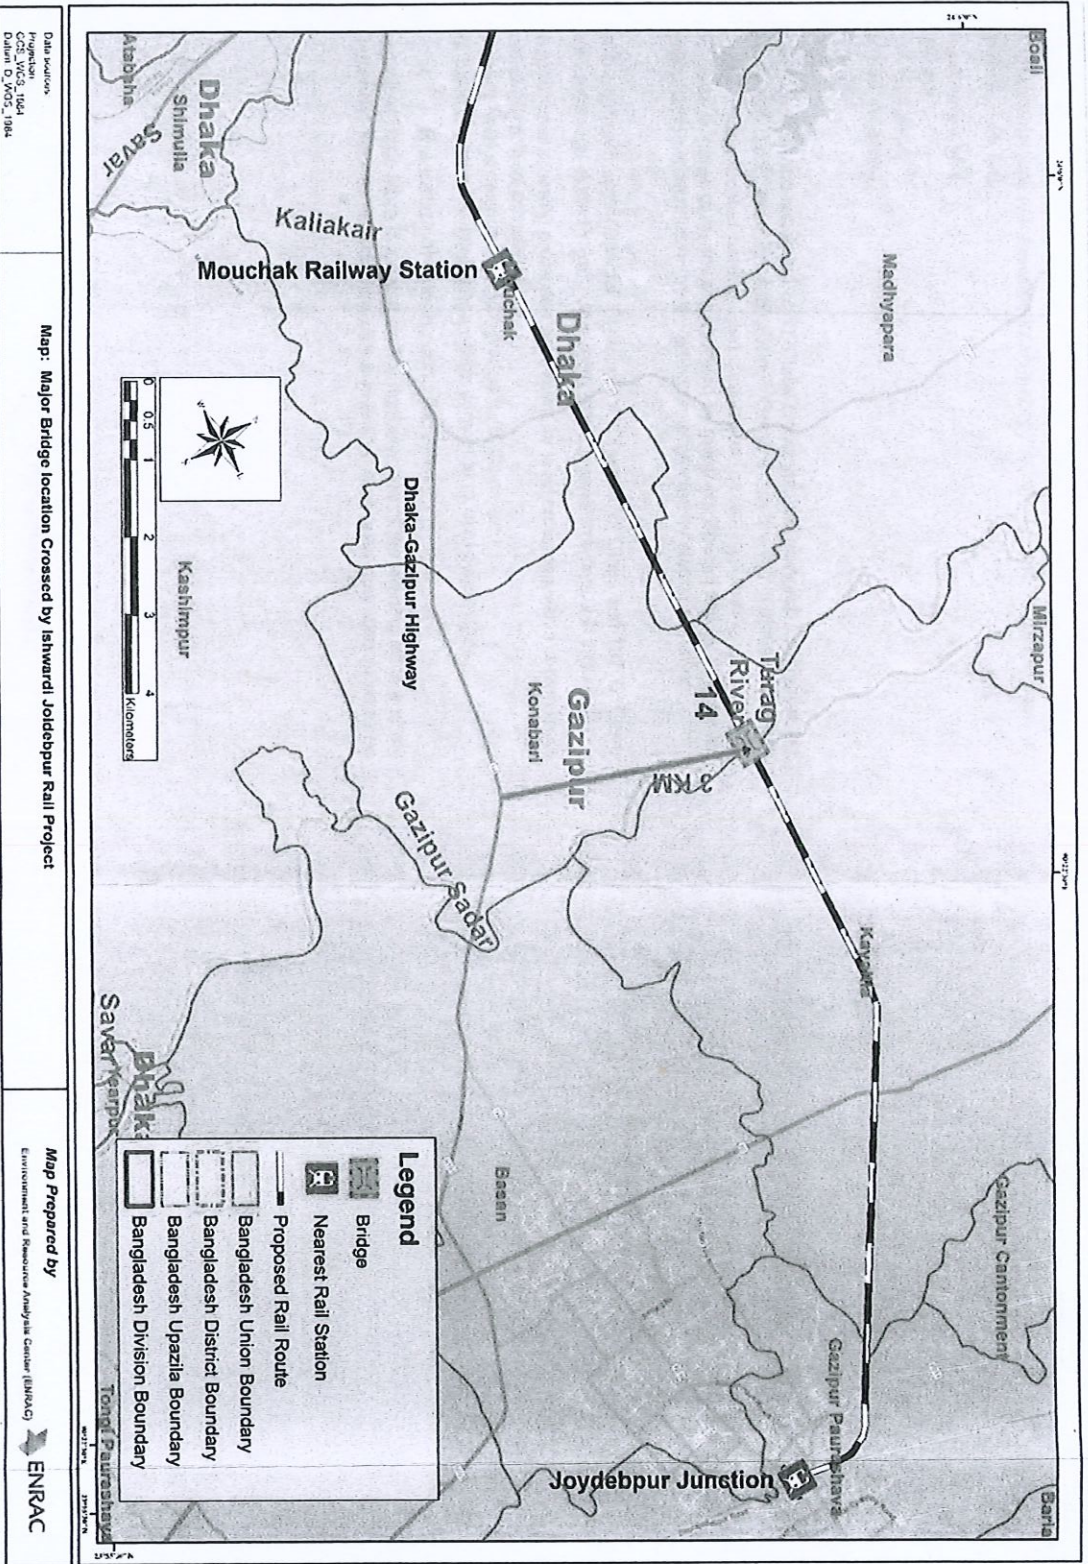 Boali
Madhyapara
Mirzapur
Gazipur Cantonment
Baria
Mouchak Railway Station
Dhaka
Turag
River
14
3 KM
Kayaltia
Gazipur Paurashava
Joydebpur Junction
Kaliakair
Dhaka-Gazipur Highway
Konabari
Gazipur
Gazipur Sadar
Basan
Atabaha
Dhaka
Shimulia
Savar
Kashimpur
Savar
Yearpur
Dhaka
Tongi Paurashava
0 0.5 1 2 3 4
Kilometers
Legend
Bridge
Nearest Rail Station
Proposed Rail Route
Bangladesh Union Boundary
Bangladesh District Boundary
Bangladesh Upazila Boundary
Bangladesh Division Boundary
Data sources
Projection
GCS_WGS_1984
Datum: D_WGS_1984
Map: Major Bridge location Crossed by Ishwardi Joidebpur Rail Project
Map Prepared by
Environment and Resource Analysis Center (ENRAC)
ENRAC